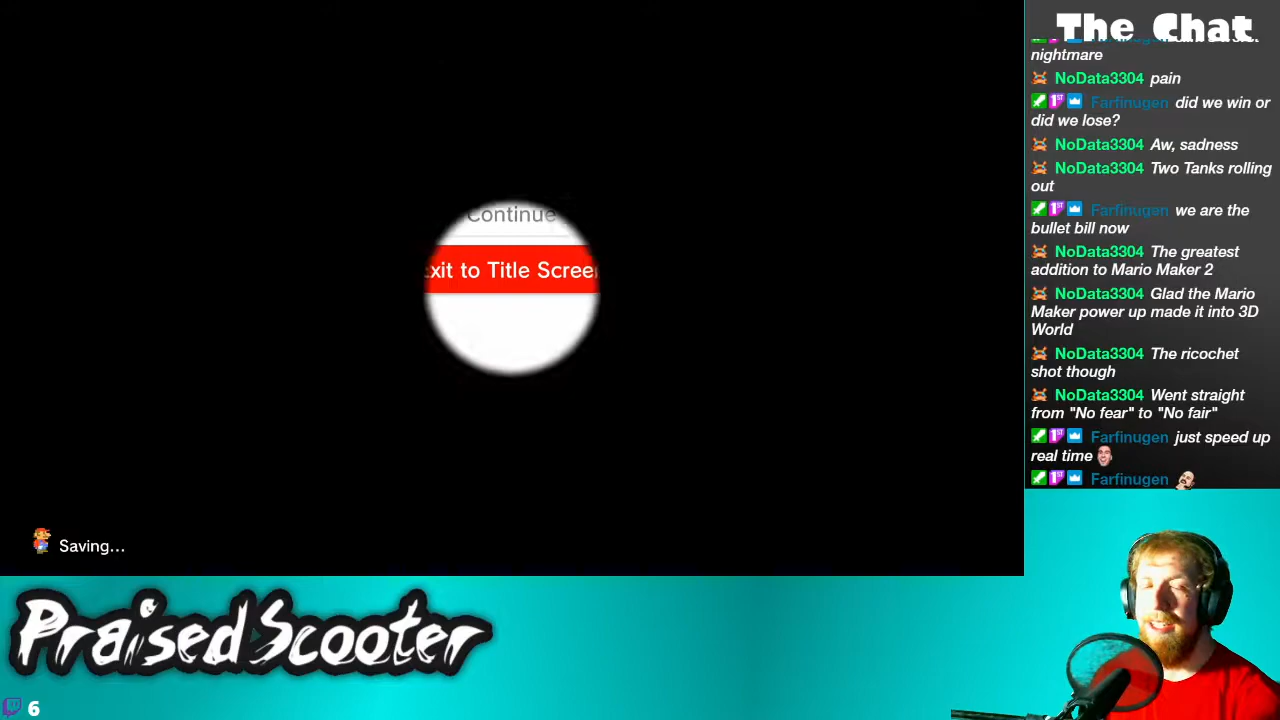 The Chat
nightmare
NoData3304 pain
Farfinugen did we win or
did we lose?
NoData3304 Aw, sadness
NoData3304 Two Tanks rolling
out
Farfinugen we are the
bullet bill now
NoData3304 The greatest
addition to Mario Maker 2
NoData3304 Glad the Mario
Maker power up made it into 3D
World
NoData3304 The ricochet
shot though
NoData3304 Went straight
from "No fear" to "No fair"
Farfinugen just speed up
real time
Farfinugen
Continue
xit to Title Scree
Saving...
PraisedScooter
6